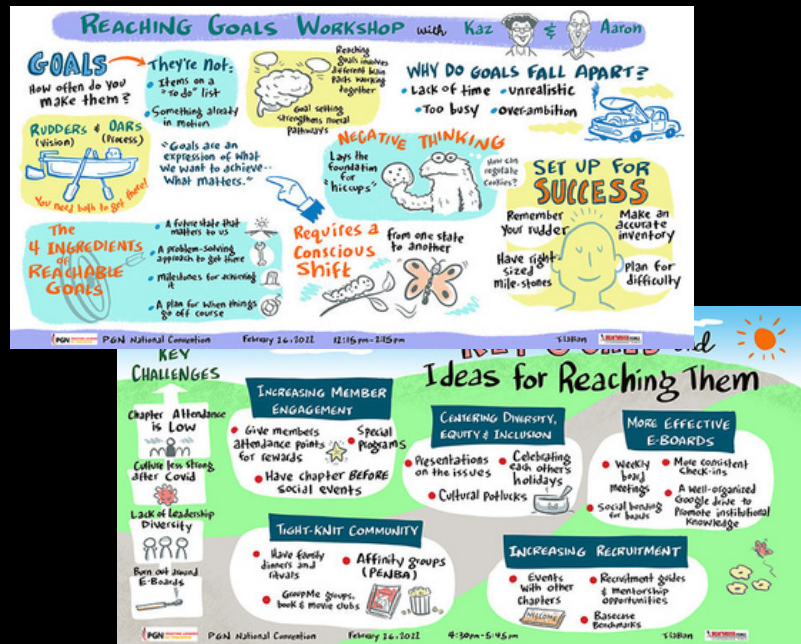 REACHING GOALS WORKSHOP with Kaz & Aaron
GOALS
How often do you
make them?
They're Not:
• Items on a
"To do" list
• Something already
in motion
Reaching
goals involves
different brain
parts working
together
Goal setting
strengthens neural
Pathways
WHY DO GOALS FALL APART?
• Lack of time • unrealistic
• Too busy • over-ambition
RUDDERS & OARS
(Vision) (Process)
You need both to get there!
"Goals are an
expression of what
we want to achieve--
What matters."
NEGATIVE THINKING
Lays the
foundation
for
"hiccups"
How can
regulate
cookies?
SET UP FOR
SUCCESS
Remember
Your rudder
Make an
accurate
inventory
Have right-
sized
mile-stones
Plan for
difficulty
The
4 INGREDIENTS
of
REACHABLE
GOALS
• A future state that
matters to us
• A problem-solving
approach to get there
• Milestones for achieving
it
• A plan for when things
go off course
Requires a
Conscious
Shift
from one state
to another
PGN PGN National Convention February 26, 2022 12:15pm-2:15pm TLaBan
KEY
CHALLENGES
and
Ideas for Reaching Them
Chapter Attendance
is Low
Culture less strong
after Covid
Lack of Leadership
Diversity
Burn out around
E-Boards
INCREASING MEMBER
ENGAGEMENT
• Give members
attendance points
for rewards
• Special
programs
• Have chapter BEFORE
social events
CENTERING DIVERSITY,
EQUITY & INCLUSION
• Presentations
on the issues
• Celebrating
each other's
holidays
• Cultural Potlucks
MORE EFFECTIVE
E-BOARDS
• Weekly
board
meetings
• Social bonding
for boards
• More consistent
check-ins
• A well-organized
Google drive to
Promote institutional
Knowledge
TIGHT-KNIT COMMUNITY
• Have family
dinners and
rituals
• Affinity groups
(PENBA)
• GroupMe groups,
book & movie clubs
INCREASING RECRUITMENT
• Events
with other
Chapters
• Recruitment guides
& mentorship
opportunities
• Basecase
Benchmarks
WELCOME
PGN PGN National Convention February 26, 2022 4:30pm-5:45pm TLaBan